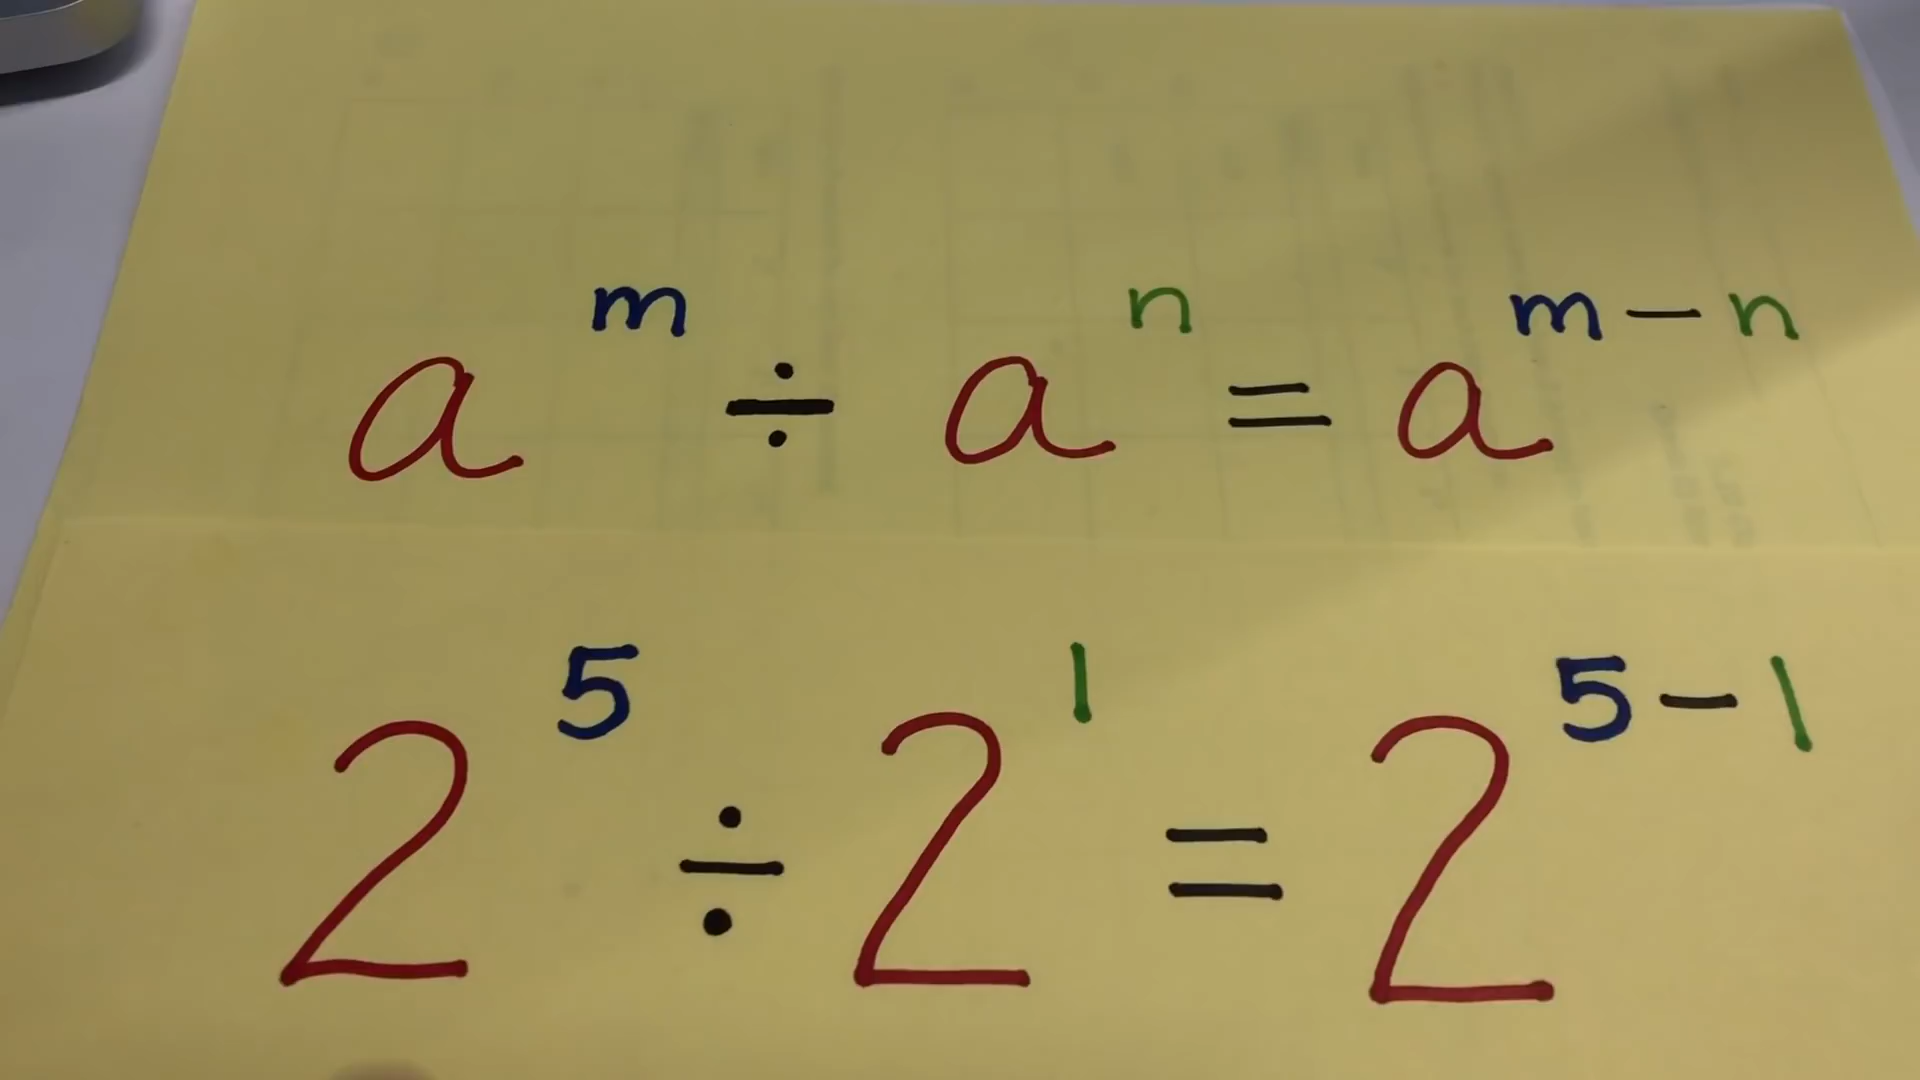 a^m ÷ a^n = a^{m-n}
2^5 ÷ 2^1 = 2^{5-1}